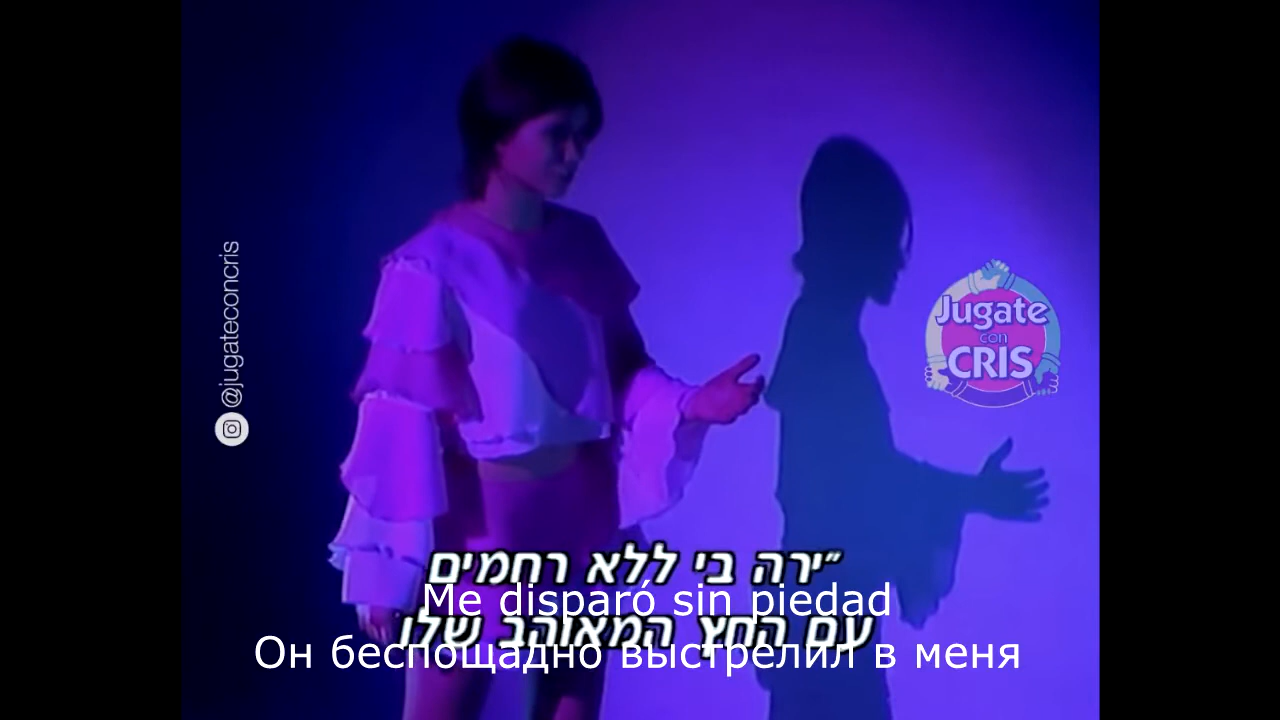 @jugateconcris
Jugate
con
CRIS
״ירה בי ללא רחמים
Me disparó sin piedad
עם החץ המאוהב שלו
Он беспощадно выстрелил в меня